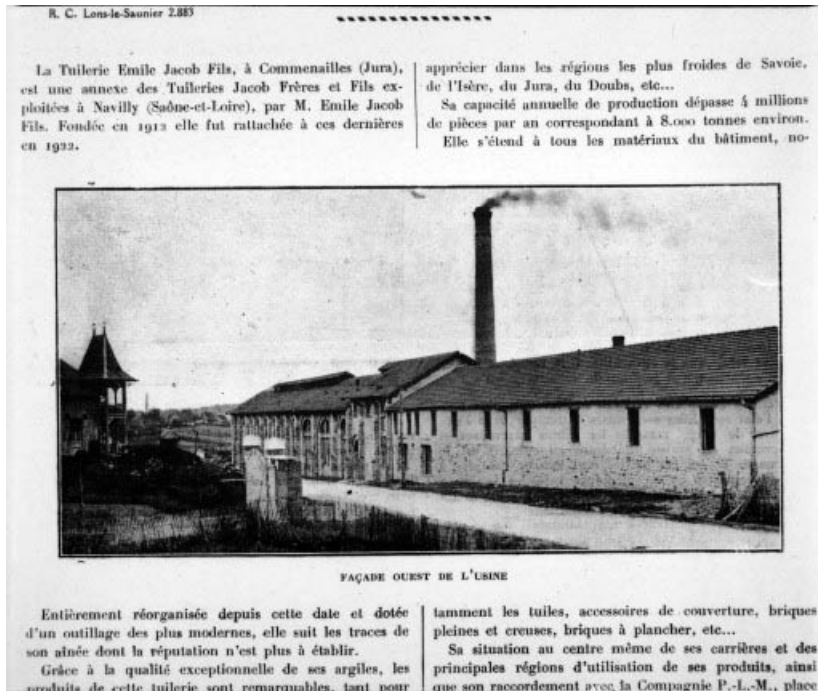 R. C. Lons-le-Saunier 2.883
La Tuilerie Emile Jacob Fils, à Commenailles (Jura),
est une annexe des Tuileries Jacob Frères et Fils ex-
ploitées à Navilly (Saône-et-Loire), par M. Emile Jacob
Fils. Fondée en 1912 elle fut rattachée à ces dernières
en 1922.
apprécier dans les régions les plus froides de Savoie,
de l'Isère, du Jura, du Doubs, etc...
Sa capacité annuelle de production dépasse 4 millions
de pièces par an correspondant à 8.000 tonnes environ.
Elle s'étend à tous les matériaux du bâtiment, no-
FAÇADE OUEST DE L'USINE
Entièrement réorganisée depuis cette date et dotée
d'un outillage des plus modernes, elle suit les traces de
son aînée dont la réputation n'est plus à établir.
Grâce à la qualité exceptionnelle de ses argiles, les
produits de cette tuilerie sont remarquables, tant pour
tamment les tuiles, accessoires de couverture, briques
pleines et creuses, briques à plancher, etc...
Sa situation au centre même de ses carrières et des
principales régions d'utilisation de ses produits, ainsi
que son raccordement avec la Compagnie P.-L.-M., place